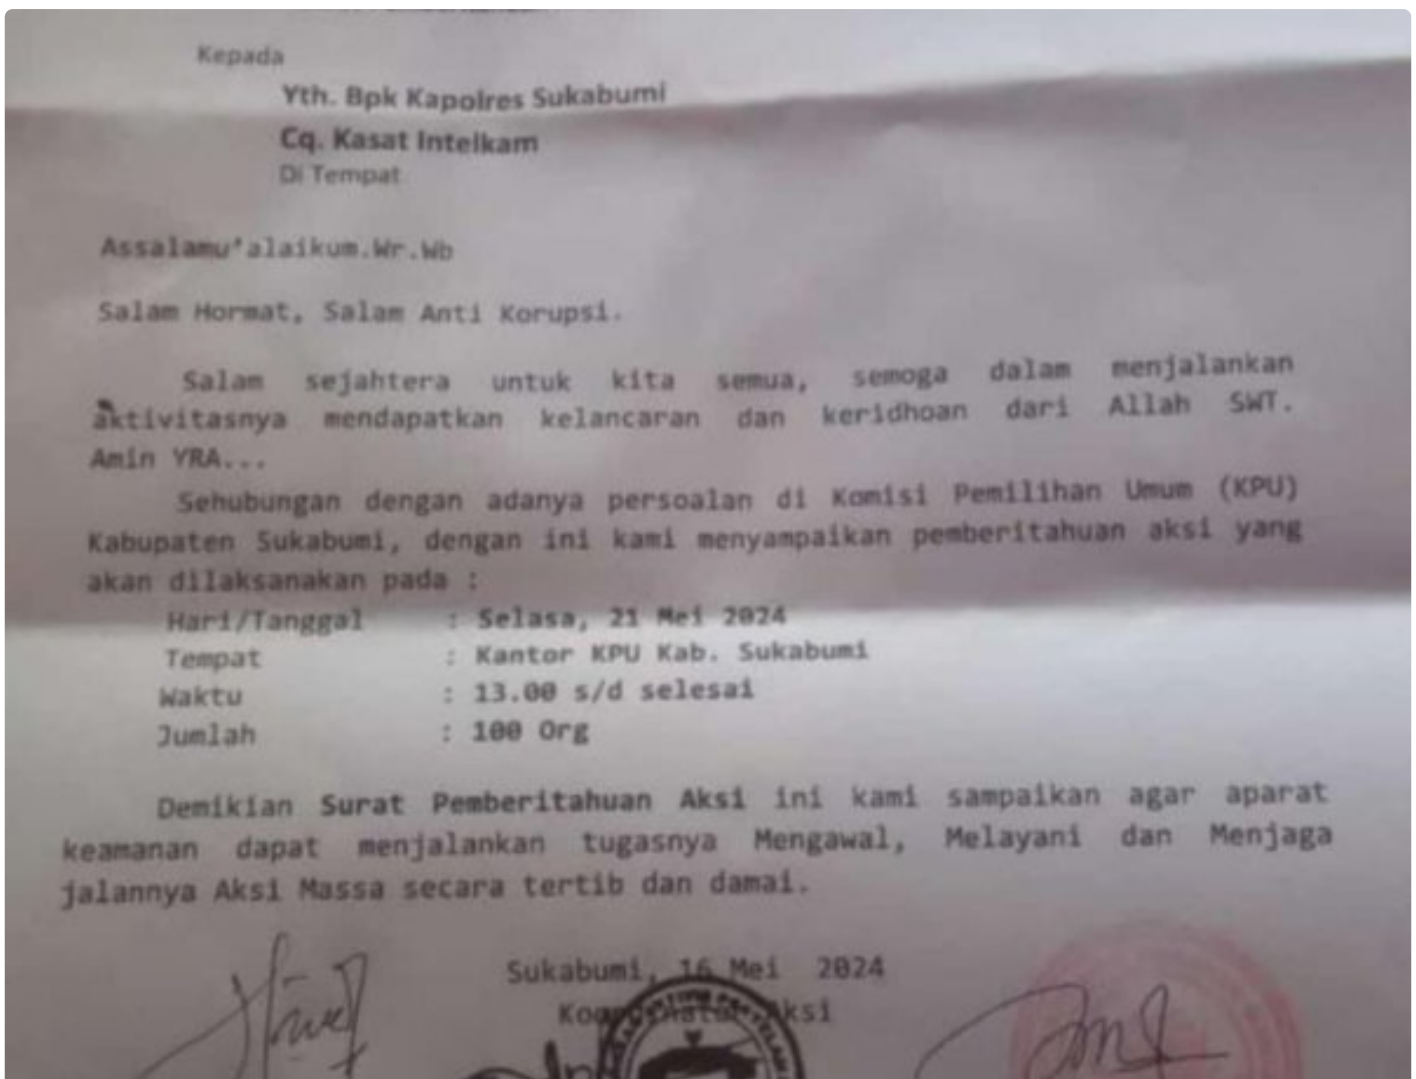 Kepada
Yth. Bpk Kapolres Sukabumi
Cq. Kasat Intelkam
Di Tempat
Assalamu'alaikum.Wr.Wb
Salam Hormat, Salam Anti Korupsi.
Salam sejahtera untuk kita semua, semoga dalam menjalankan
aktivitasnya mendapatkan kelancaran dan keridhoan dari Allah SWT.
Amin YRA...
Sehubungan dengan adanya persoalan di Komisi Pemilihan Umum (KPU)
Kabupaten Sukabumi, dengan ini kami menyampaikan pemberitahuan aksi yang
akan dilaksanakan pada :
Hari/Tanggal : Selasa, 21 Mei 2024
Tempat : Kantor KPU Kab. Sukabumi
Waktu : 13.00 s/d selesai
Jumlah : 100 Org
Demikian Surat Pemberitahuan Aksi ini kami sampaikan agar aparat
keamanan dapat menjalankan tugasnya Mengawal, Melayani dan Menjaga
jalannya Aksi Massa secara tertib dan damai.
Sukabumi, 16 Mei 2024
Aksi